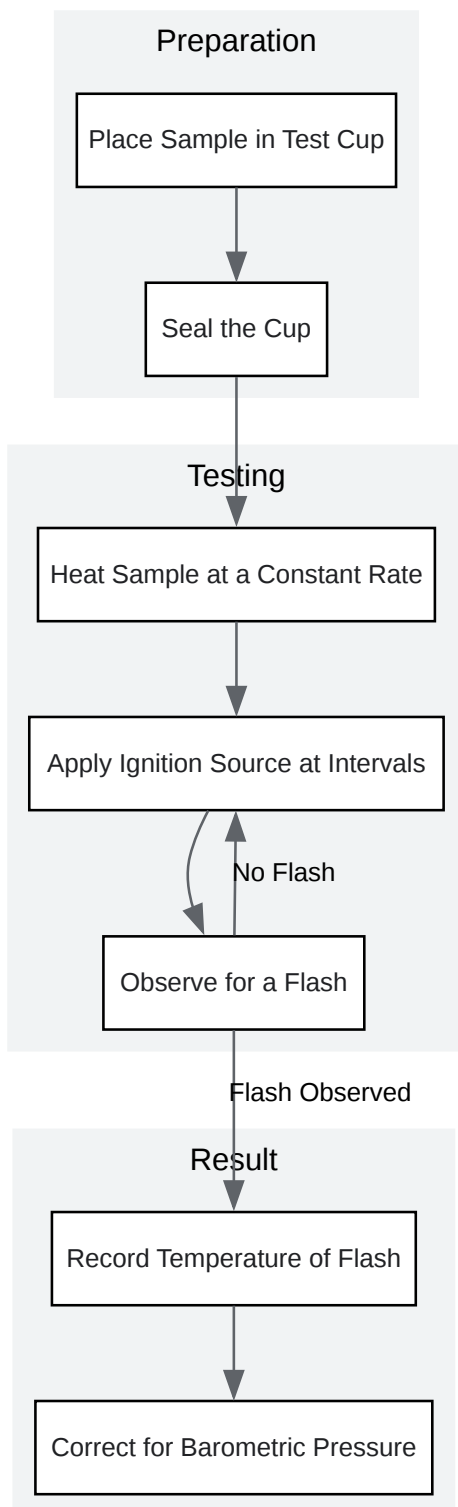 Preparation
Place Sample in Test Cup
Seal the Cup
Testing
Heat Sample at a Constant Rate
Apply Ignition Source at Intervals
No Flash
Observe for a Flash
Flash Observed
Result
Record Temperature of Flash
Correct for Barometric Pressure